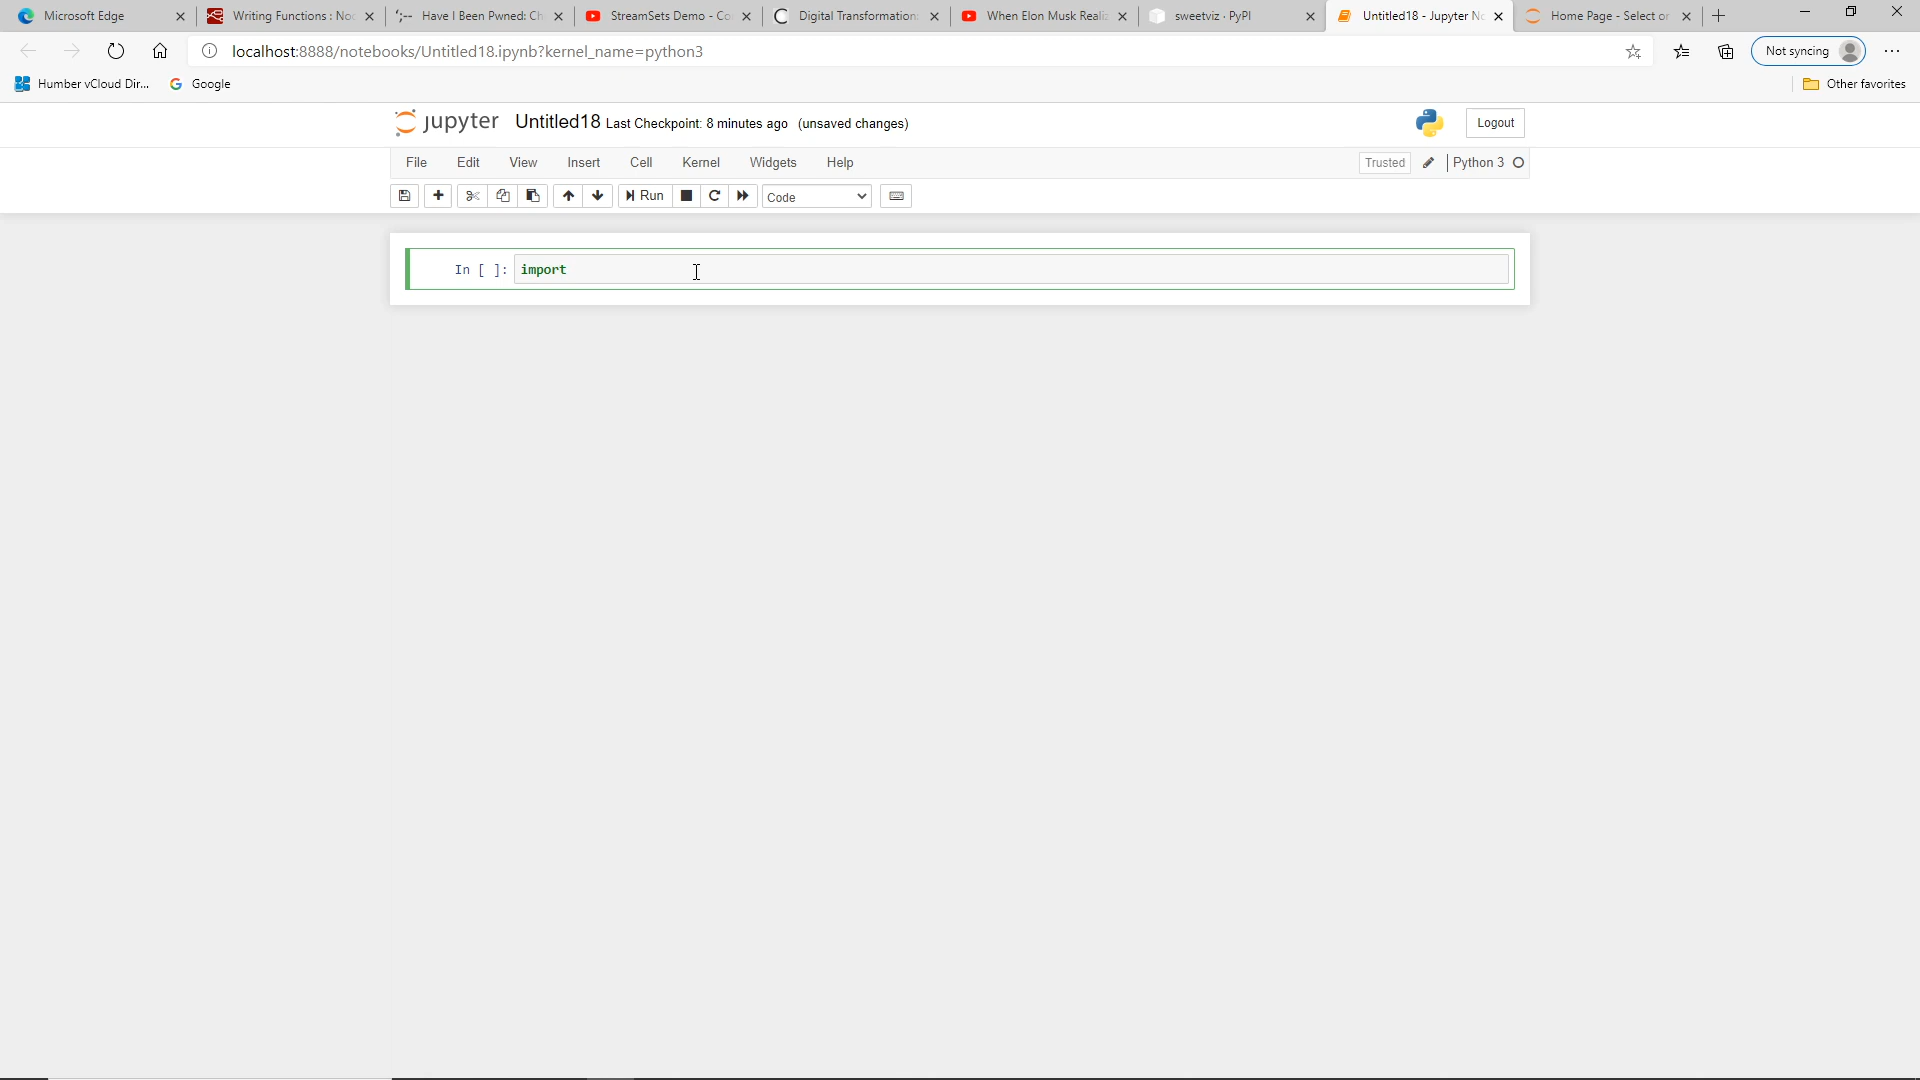 Microsoft Edge
Writing Functions : No
Have I Been Pwned: Ch
StreamSets Demo - Co
Digital Transformation:
When Elon Musk Realiz
sweetviz · PyPI
Untitled18 - Jupyter No
Home Page - Select or
localhost:8888/notebooks/Untitled18.ipynb?kernel_name=python3
Not syncing
Humber vCloud Dir...
Google
Other favorites
jupyter Untitled18 Last Checkpoint: 8 minutes ago (unsaved changes)
Logout
File Edit View Insert Cell Kernel Widgets Help
Trusted
Python 3
Run
Code
In [ ]: import